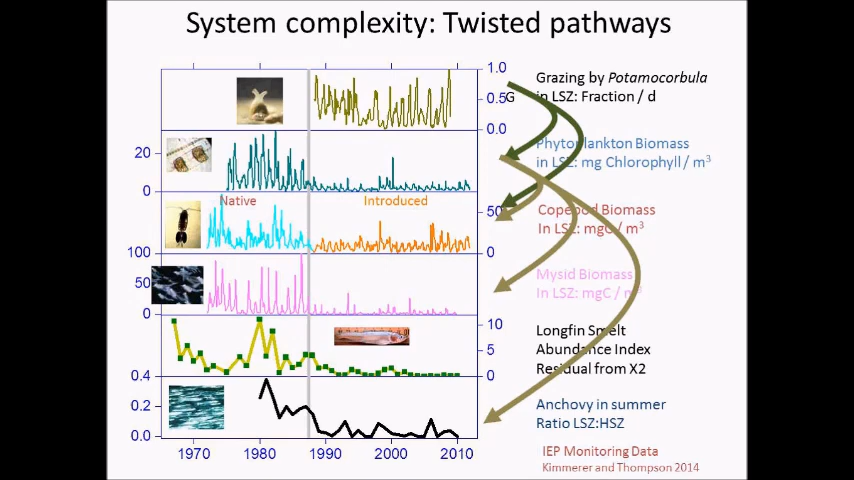 System complexity: Twisted pathways
1.0
0.5
G
0.0
Grazing by Potamocorbula
in LSZ: Fraction / d
20
0
Phytoplankton Biomass
in LSZ: mg Chlorophyll / m³
Native
Introduced
50
0
Copepod Biomass
In LSZ: mgC / m³
100
50
0
Mysid Biomass
In LSZ: mgC / m
10
5
0
Longfin Smelt
Abundance Index
Residual from X2
0.4
0.2
0.0
Anchovy in summer
Ratio LSZ:HSZ
1970
1980
1990
2000
2010
IEP Monitoring Data
Kimmerer and Thompson 2014